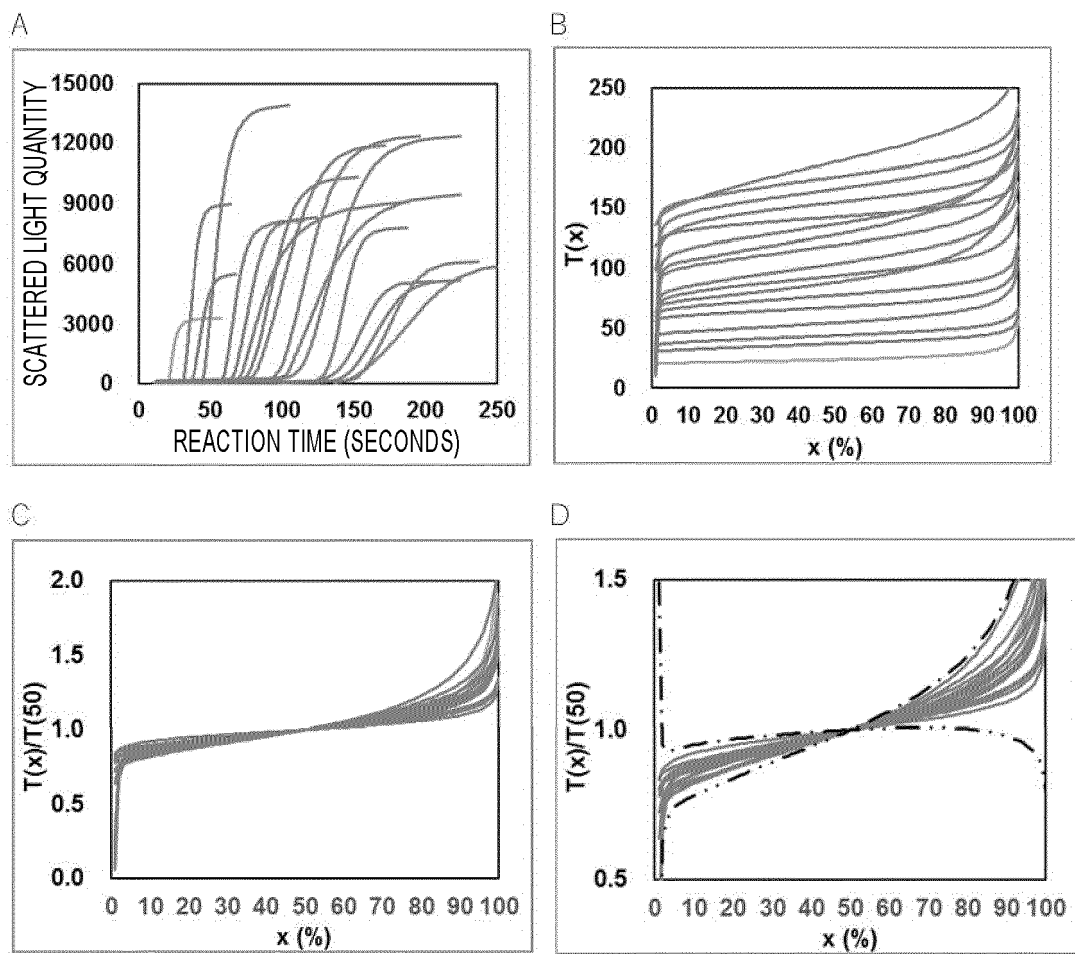 A
SCATTERED LIGHT QUANTITY
15000
12000
9000
6000
3000
0
0 50 100 150 200 250
REACTION TIME (SECONDS)
B
T(x)
250
200
150
100
50
0
0 10 20 30 40 50 60 70 80 90 100
x (%)
C
T(x)/T(50)
2.0
1.5
1.0
0.5
0.0
0 10 20 30 40 50 60 70 80 90 100
x (%)
D
T(x)/T(50)
1.5
1.0
0.5
0 10 20 30 40 50 60 70 80 90 100
x (%)